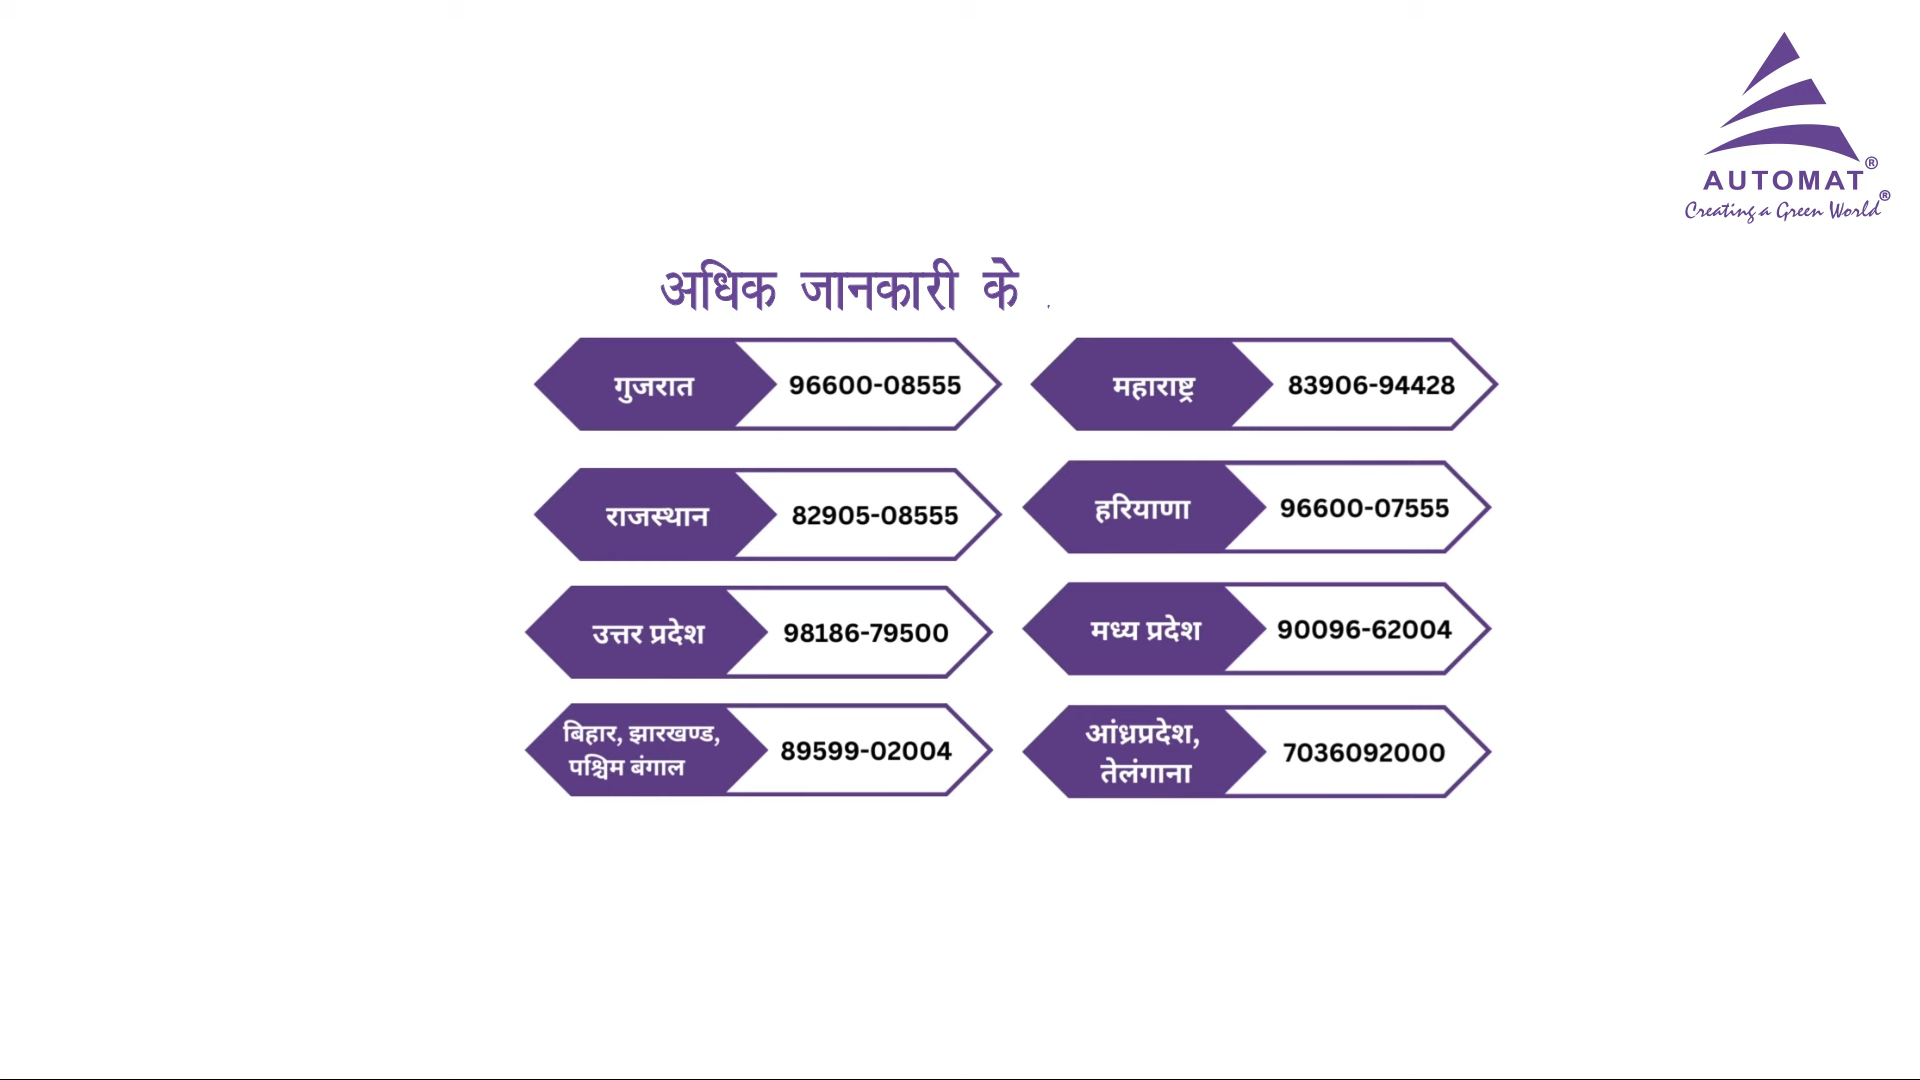 AUTOMAT®
Creating a Green World®
अधिक जानकारी के
गुजरात 96600-08555
महाराष्ट्र 83906-94428
राजस्थान 82905-08555
हरियाणा 96600-07555
उत्तर प्रदेश 98186-79500
मध्य प्रदेश 90096-62004
बिहार, झारखण्ड,
पश्चिम बंगाल
89599-02004
आंध्रप्रदेश,
तेलंगाना
7036092000